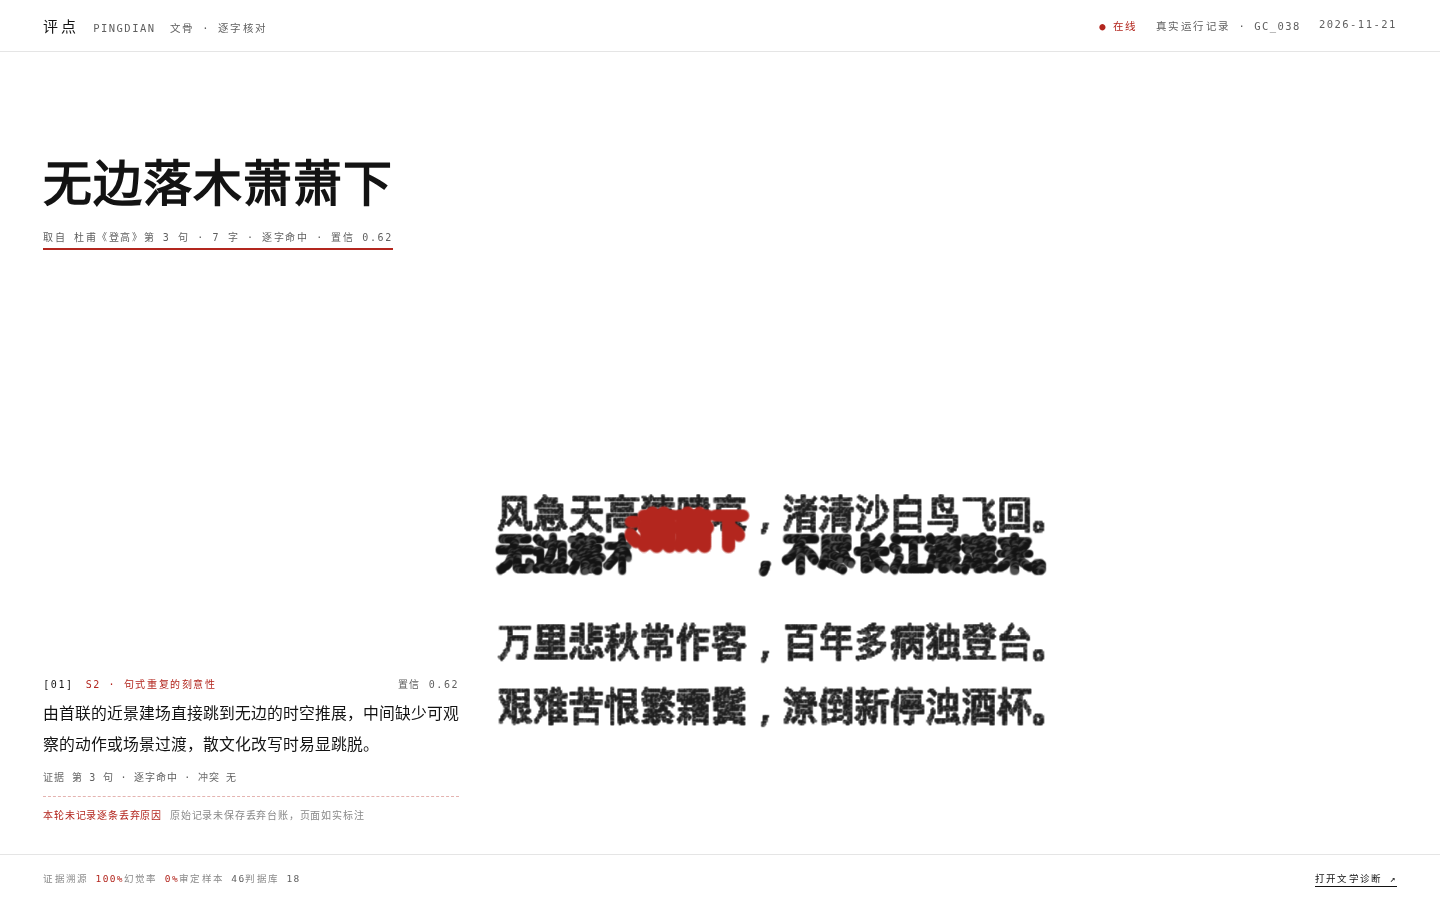 评点 PINGDIAN 文骨 · 逐字核对
● 在线 真实运行记录 · GC_038 2026-11-21
无边落木萧萧下
取自 杜甫《登高》第 3 句 · 7 字 · 逐字命中 · 置信 0.62
风急天高猿啸哀，渚清沙白鸟飞回。
无边落木萧萧下，不尽长江滚滚来。
万里悲秋常作客，百年多病独登台。
艰难苦恨繁霜鬓，潦倒新停浊酒杯。
[01] S2 · 句式重复的刻意性 置信 0.62
由首联的近景建场直接跳到无边的时空推展，中间缺少可观
察的动作或场景过渡，散文化改写时易显跳脱。
证据 第 3 句 · 逐字命中 · 冲突 无
本轮未记录逐条丢弃原因 原始记录未保存丢弃台账，页面如实标注
证据溯源 100%幻觉率 0%审定样本 46判据库 18
打开文学诊断 ↗